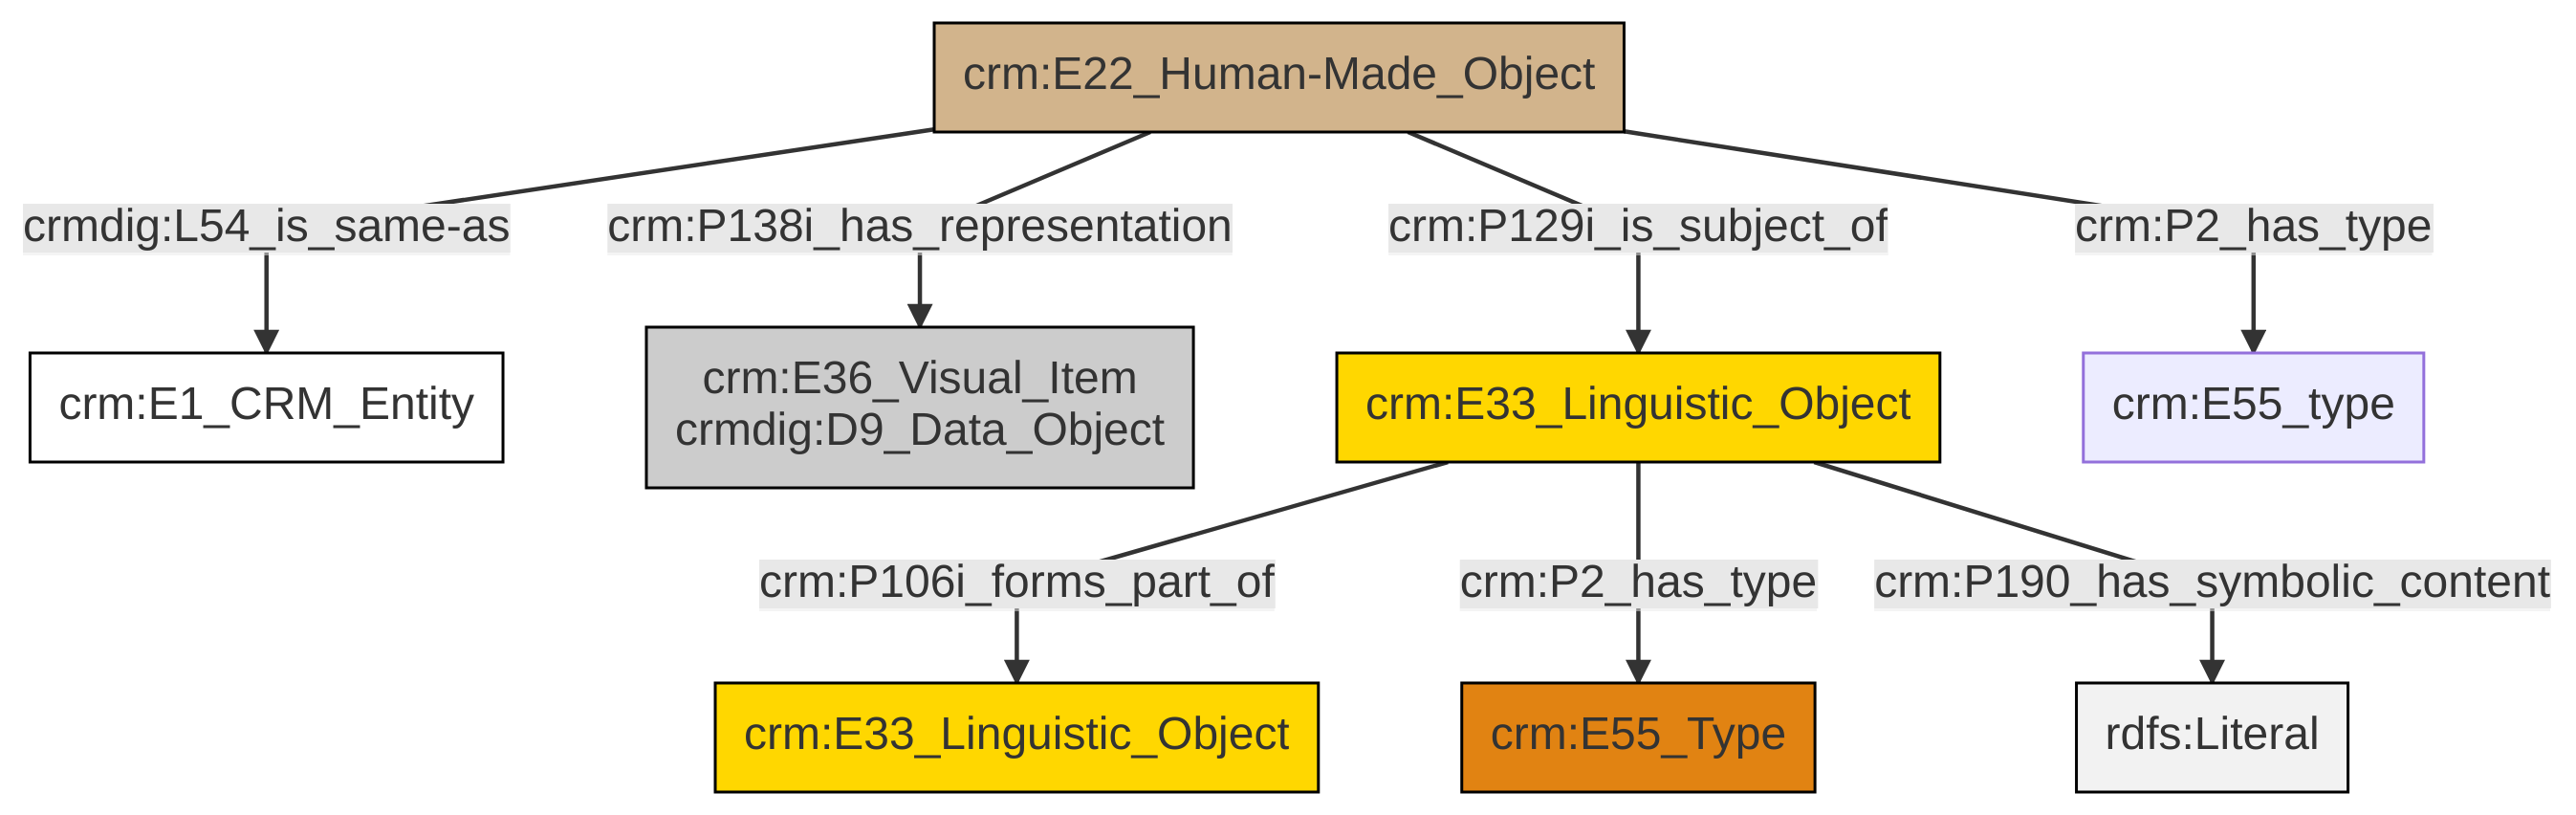 crm:E22_Human-Made_Object
crmdig:L54_is_same-as
crm:P138i_has_representation
crm:P129i_is_subject_of
crm:P2_has_type
crm:E1_CRM_Entity
crm:E36_Visual_Item
crmdig:D9_Data_Object
crm:E33_Linguistic_Object
crm:E55_type
crm:P106i_forms_part_of
crm:P2_has_type
crm:P190_has_symbolic_content
crm:E33_Linguistic_Object
crm:E55_Type
rdfs:Literal